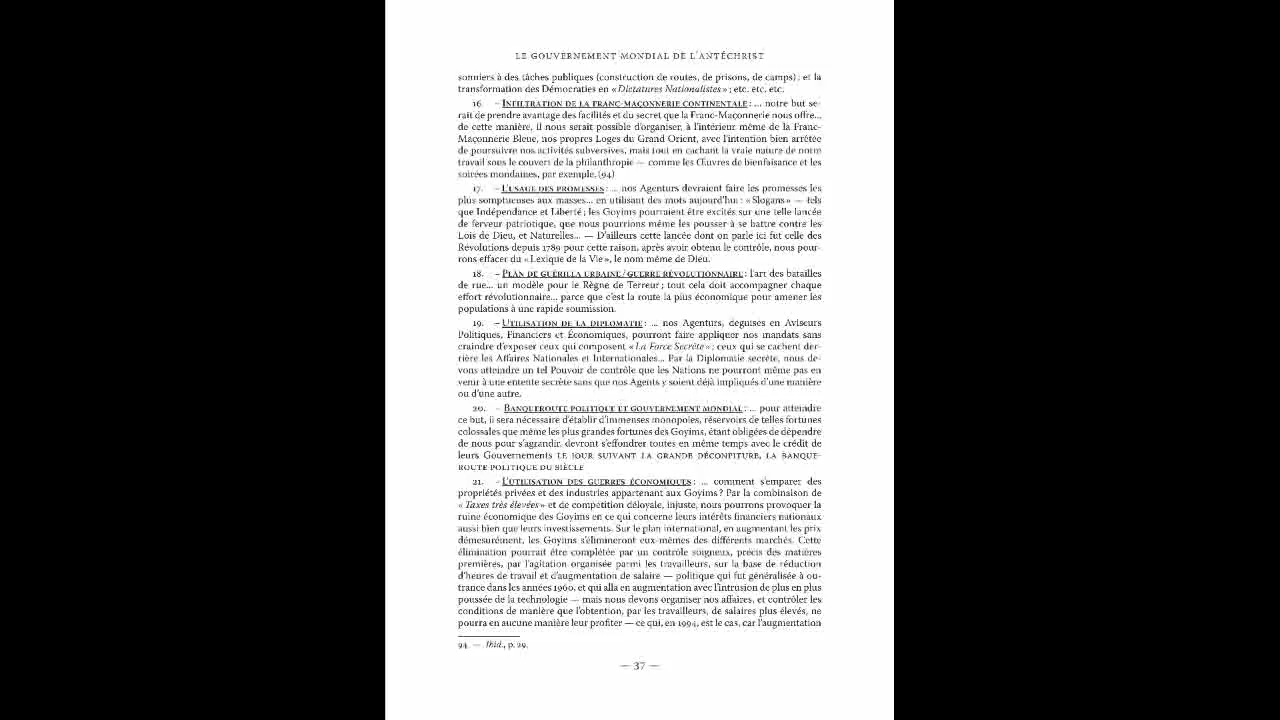 LE GOUVERNEMENT MONDIAL DE L'ANTÉCHRIST
sonniers à des tâches publiques (construction de routes, de prisons, de camps) ; et la
transformation des Démocraties en « Dictatures Nationalistes » ; etc. etc. etc.
16. – INFILTRATION DE LA FRANC-MAÇONNERIE CONTINENTALE : ... notre but se-
rait de prendre avantage des facilités et du secret que la Franc-Maçonnerie nous offre...
de cette manière, il nous serait possible d'organiser, à l'intérieur même de la Franc-
Maçonnerie Bleue, nos propres Loges du Grand Orient, avec l'intention bien arrêtée
de poursuivre nos activités subversives, mais tout en cachant la vraie nature de notre
travail sous le couvert de la philanthropie — comme les Œuvres de bienfaisance et les
soirées mondaines, par exemple. (94)
17. – L'USAGE DES PROMESSES : ... nos Agenturs devraient faire les promesses les
plus somptueuses aux masses... en utilisant des mots aujourd'hui : « Slogans » — tels
que Indépendance et Liberté ; les Goyims pourraient être excités sur une telle lancée
de ferveur patriotique, que nous pourrions même les pousser à se battre contre les
Lois de Dieu, et Naturelles... — D'ailleurs cette lancée dont on parle ici fut celle des
Révolutions depuis 1789 pour cette raison, après avoir obtenu le contrôle, nous pour-
rons effacer du « Lexique de la Vie », le nom même de Dieu.
18. – PLAN DE GUÉRILLA URBAINE/GUERRE RÉVOLUTIONNAIRE : l'art des batailles
de rue... un modèle pour le Règne de Terreur ; tout cela doit accompagner chaque
effort révolutionnaire... parce que c'est la route la plus économique pour amener les
populations à une rapide soumission.
19. – UTILISATION DE LA DIPLOMATIE : ... nos Agenturs, déguisés en Aviseurs
Politiques, Financiers et Économiques, pourront faire appliquer nos mandats sans
craindre d'exposer ceux qui composent « La Force Secrète » ; ceux qui se cachent der-
rière les Affaires Nationales et Internationales... Par la Diplomatie secrète, nous de-
vons atteindre un tel Pouvoir de contrôle que les Nations ne pourront même pas en
venir à une entente secrète sans que nos Agents y soient déjà impliqués d'une manière
ou d'une autre.
20. – BANQUEROUTE POLITIQUE ET GOUVERNEMENT MONDIAL : ... pour atteindre
ce but, il sera nécessaire d'établir d'immenses monopoles, réservoirs de telles fortunes
colossales que même les plus grandes fortunes des Goyims, étant obligées de dépendre
de nous pour s'agrandir, devront s'effondrer toutes en même temps avec le crédit de
leurs Gouvernements LE JOUR SUIVANT LA GRANDE DÉCONFITURE, LA BANQUE-
ROUTE POLITIQUE DU SIÈCLE
21. – L'UTILISATION DES GUERRES ÉCONOMIQUES : ... comment s'emparer des
propriétés privées et des industries appartenant aux Goyims ? Par la combinaison de
« Taxes très élevées » et de compétition déloyale, injuste, nous pourrons provoquer la
ruine économique des Goyims en ce qui concerne leurs intérêts financiers nationaux
aussi bien que leurs investissements. Sur le plan international, en augmentant les prix
démesurément, les Goyims s'élimineront eux-mêmes des différents marchés. Cette
élimination pourrait être complétée par un contrôle soigneux, précis des matières
premières, par l'agitation organisée parmi les travailleurs, sur la base de réduction
d'heures de travail et d'augmentation de salaire — politique qui fut généralisée à ou-
trance dans les années 1960, et qui alla en augmentation avec l'intrusion de plus en plus
poussée de la technologie — mais nous devons organiser nos affaires, et contrôler les
conditions de manière que l'obtention, par les travailleurs, de salaires plus élevés, ne
pourra en aucune manière leur profiter — ce qui, en 1994, est le cas, car l'augmentation
94. — Ibid., p. 29.
— 37 —